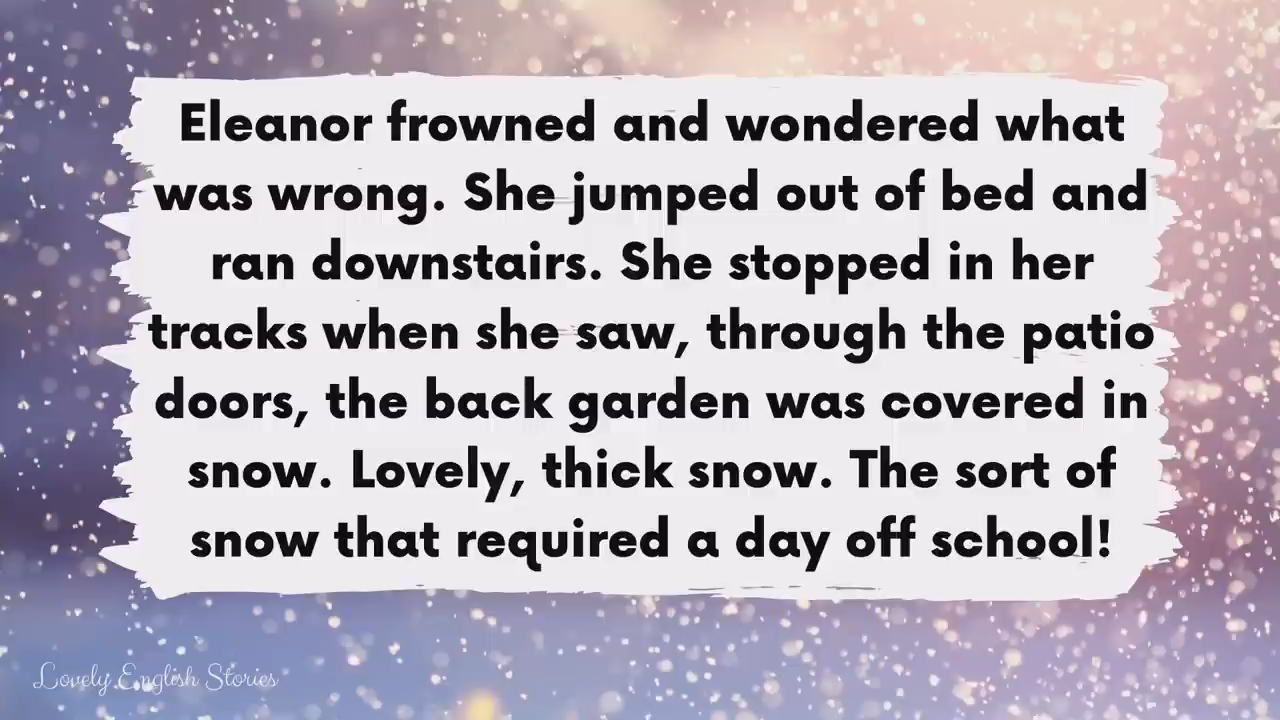 Eleanor frowned and wondered what
was wrong. She jumped out of bed and
ran downstairs. She stopped in her
tracks when she saw, through the patio
doors, the back garden was covered in
snow. Lovely, thick snow. The sort of
snow that required a day off school!
Lovely English Stories